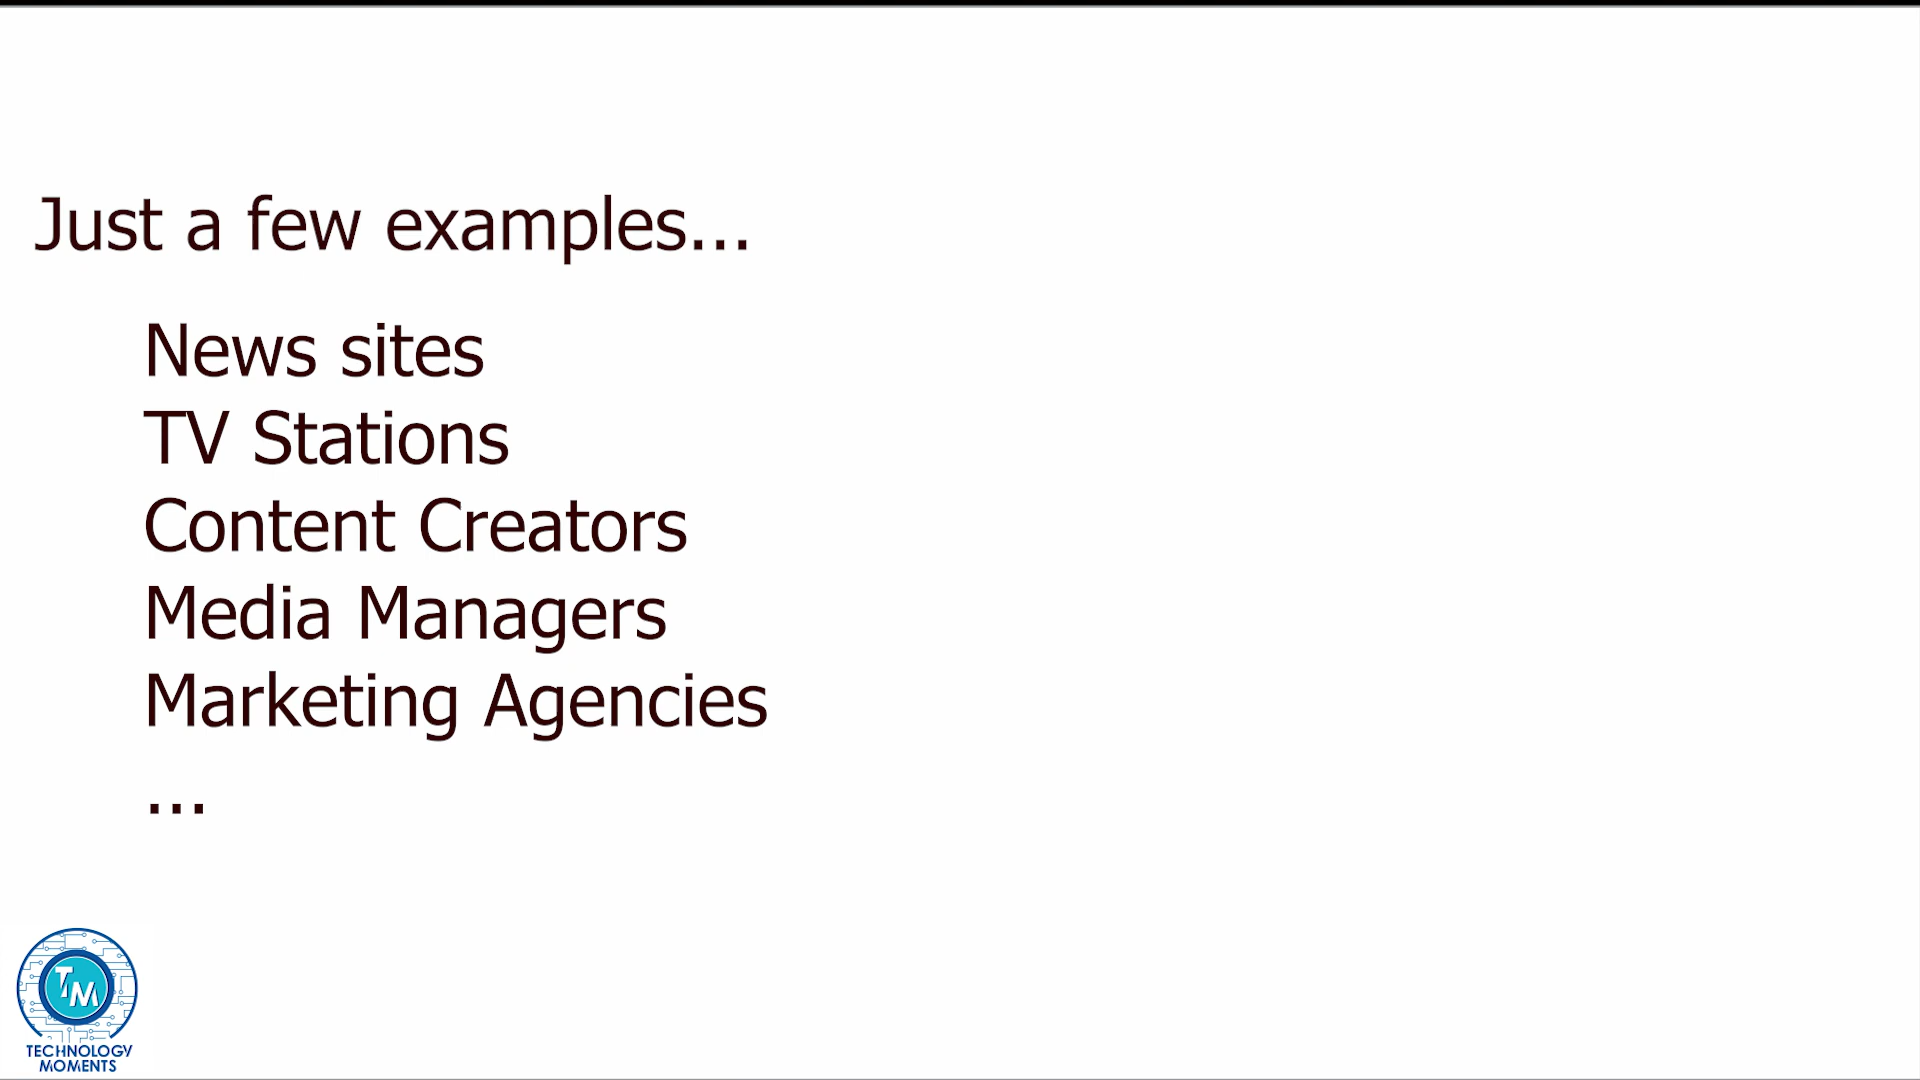 Just a few examples...
News sites
TV Stations
Content Creators
Media Managers
Marketing Agencies
...
TM
TECHNOLOGY
MOMENTS